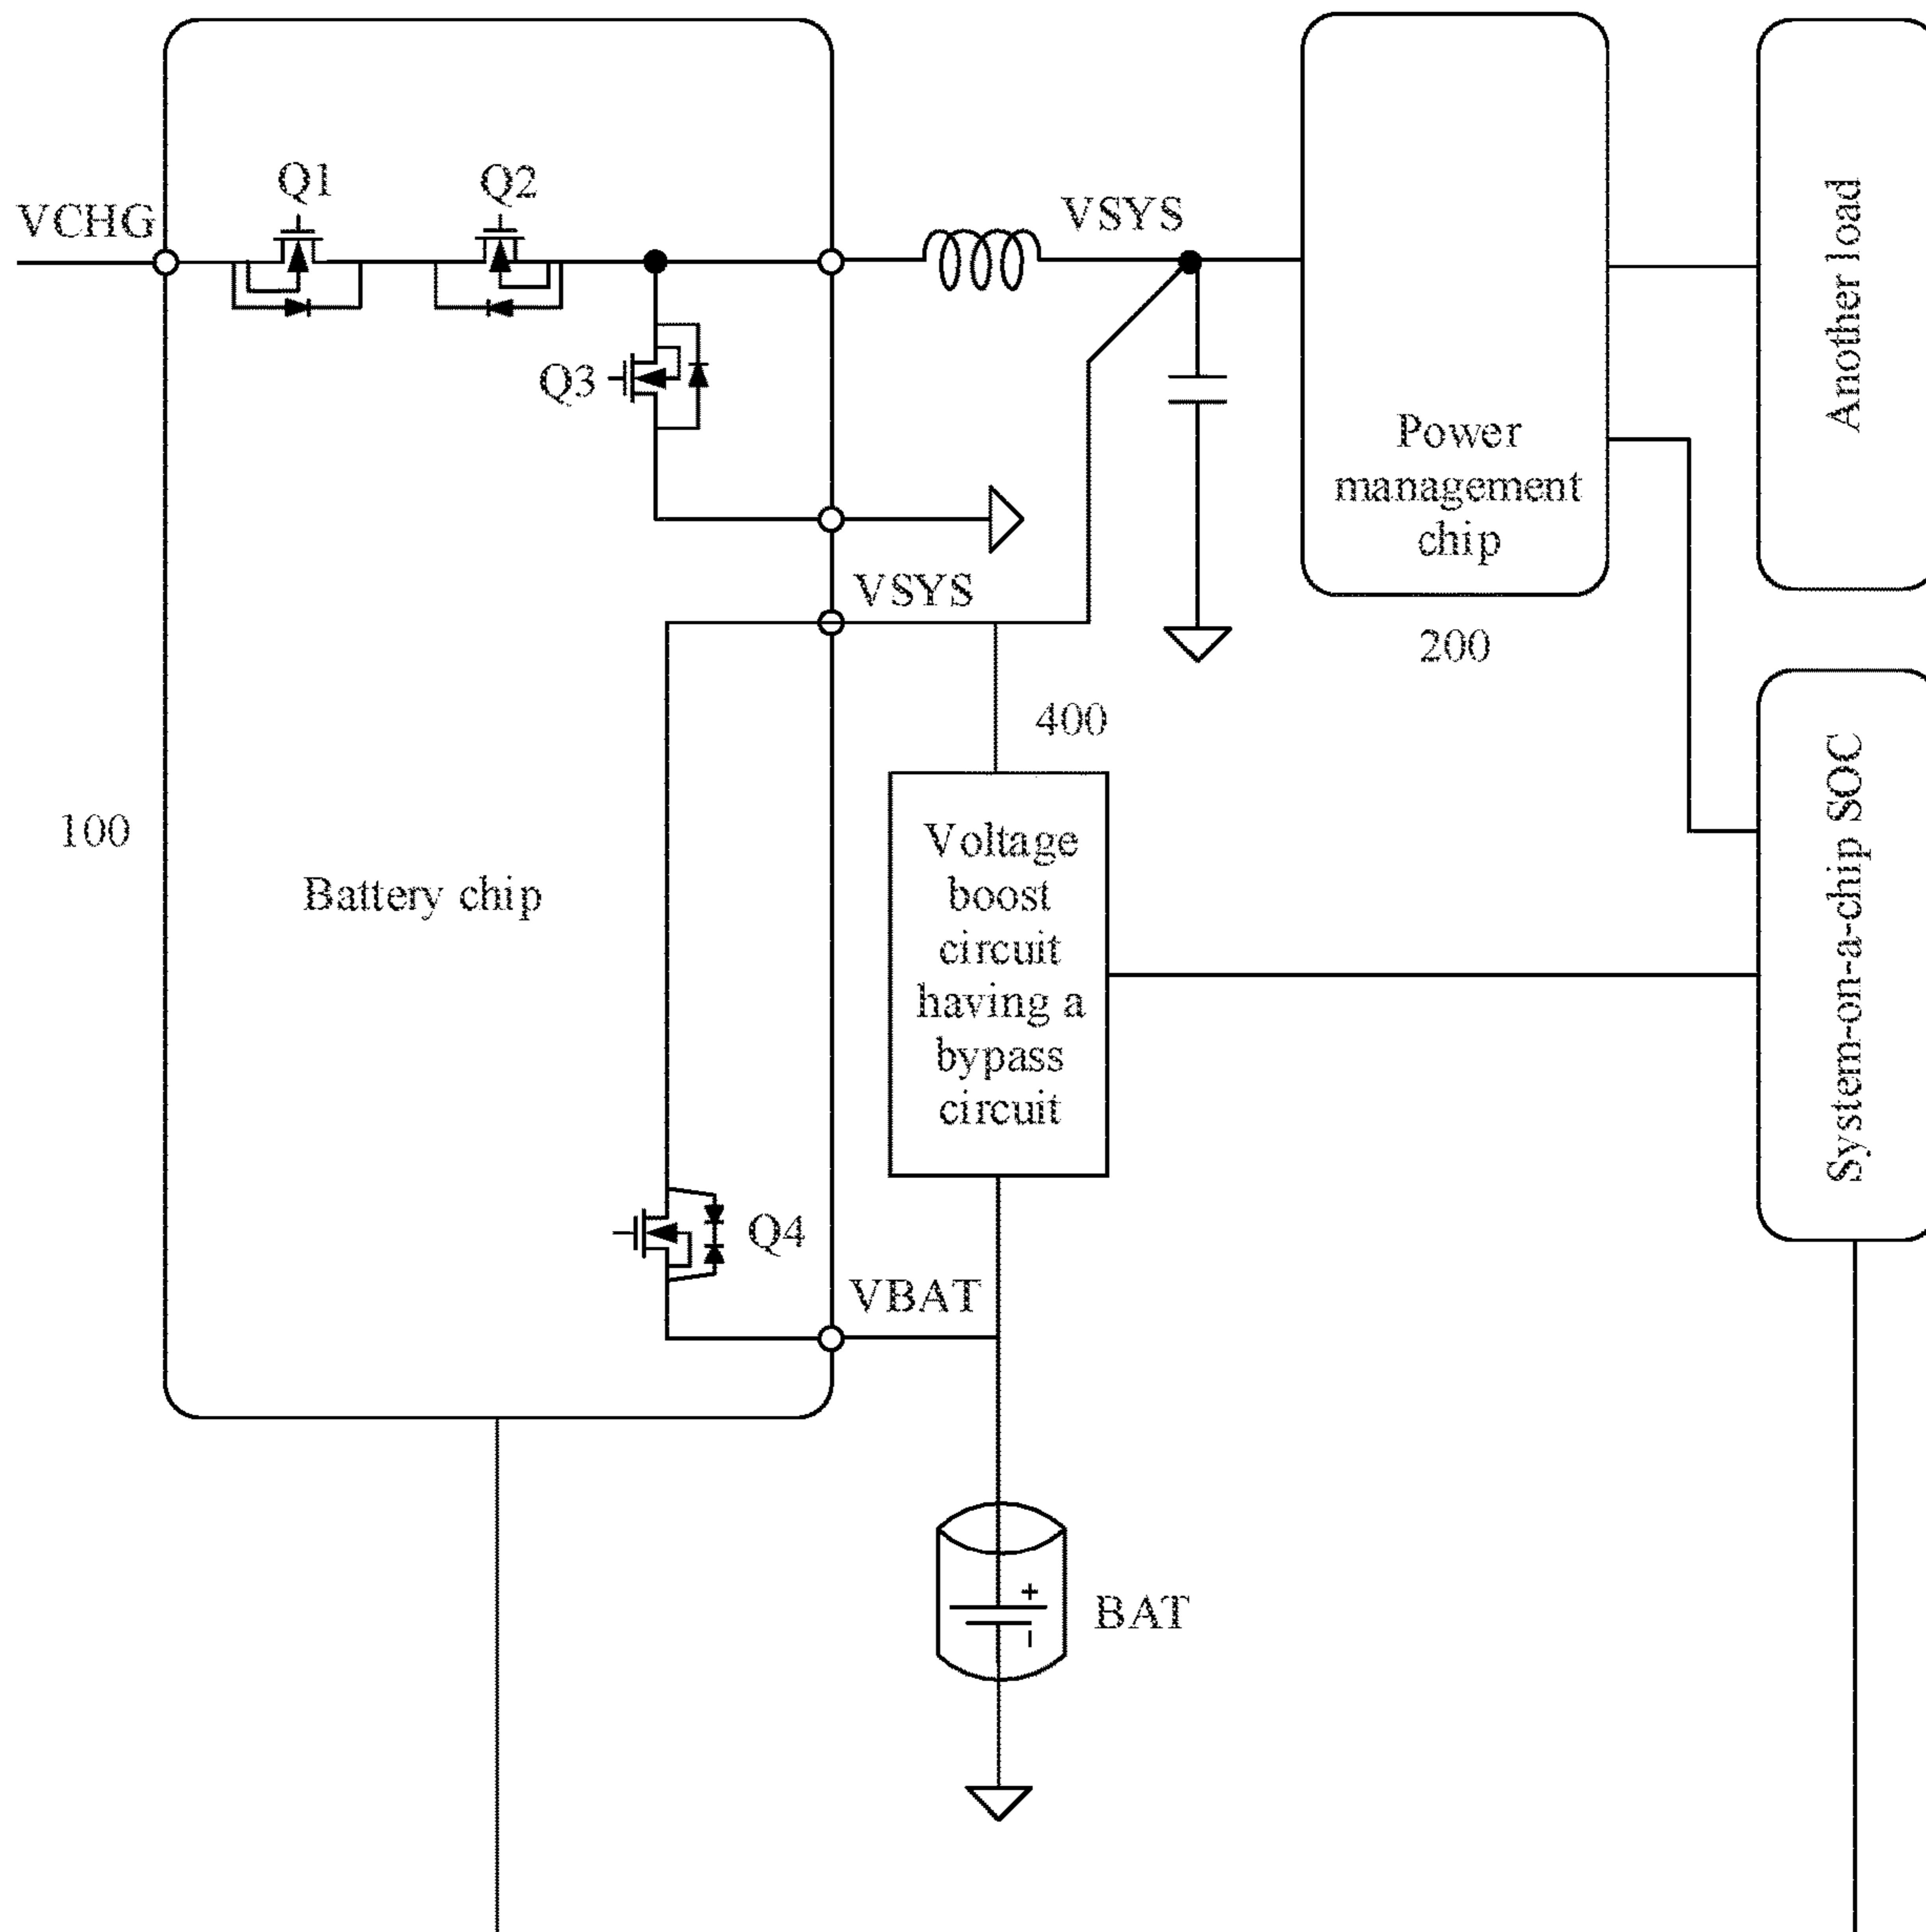 Q1
Q2
VCHG
VSYS
Another load
Q3
Power
management
chip
VSYS
200
400
100
Voltage
boost
circuit
having a
bypass
circuit
System-on-a-chip SOC
Battery chip
Q4
VBAT
+
BAT
-